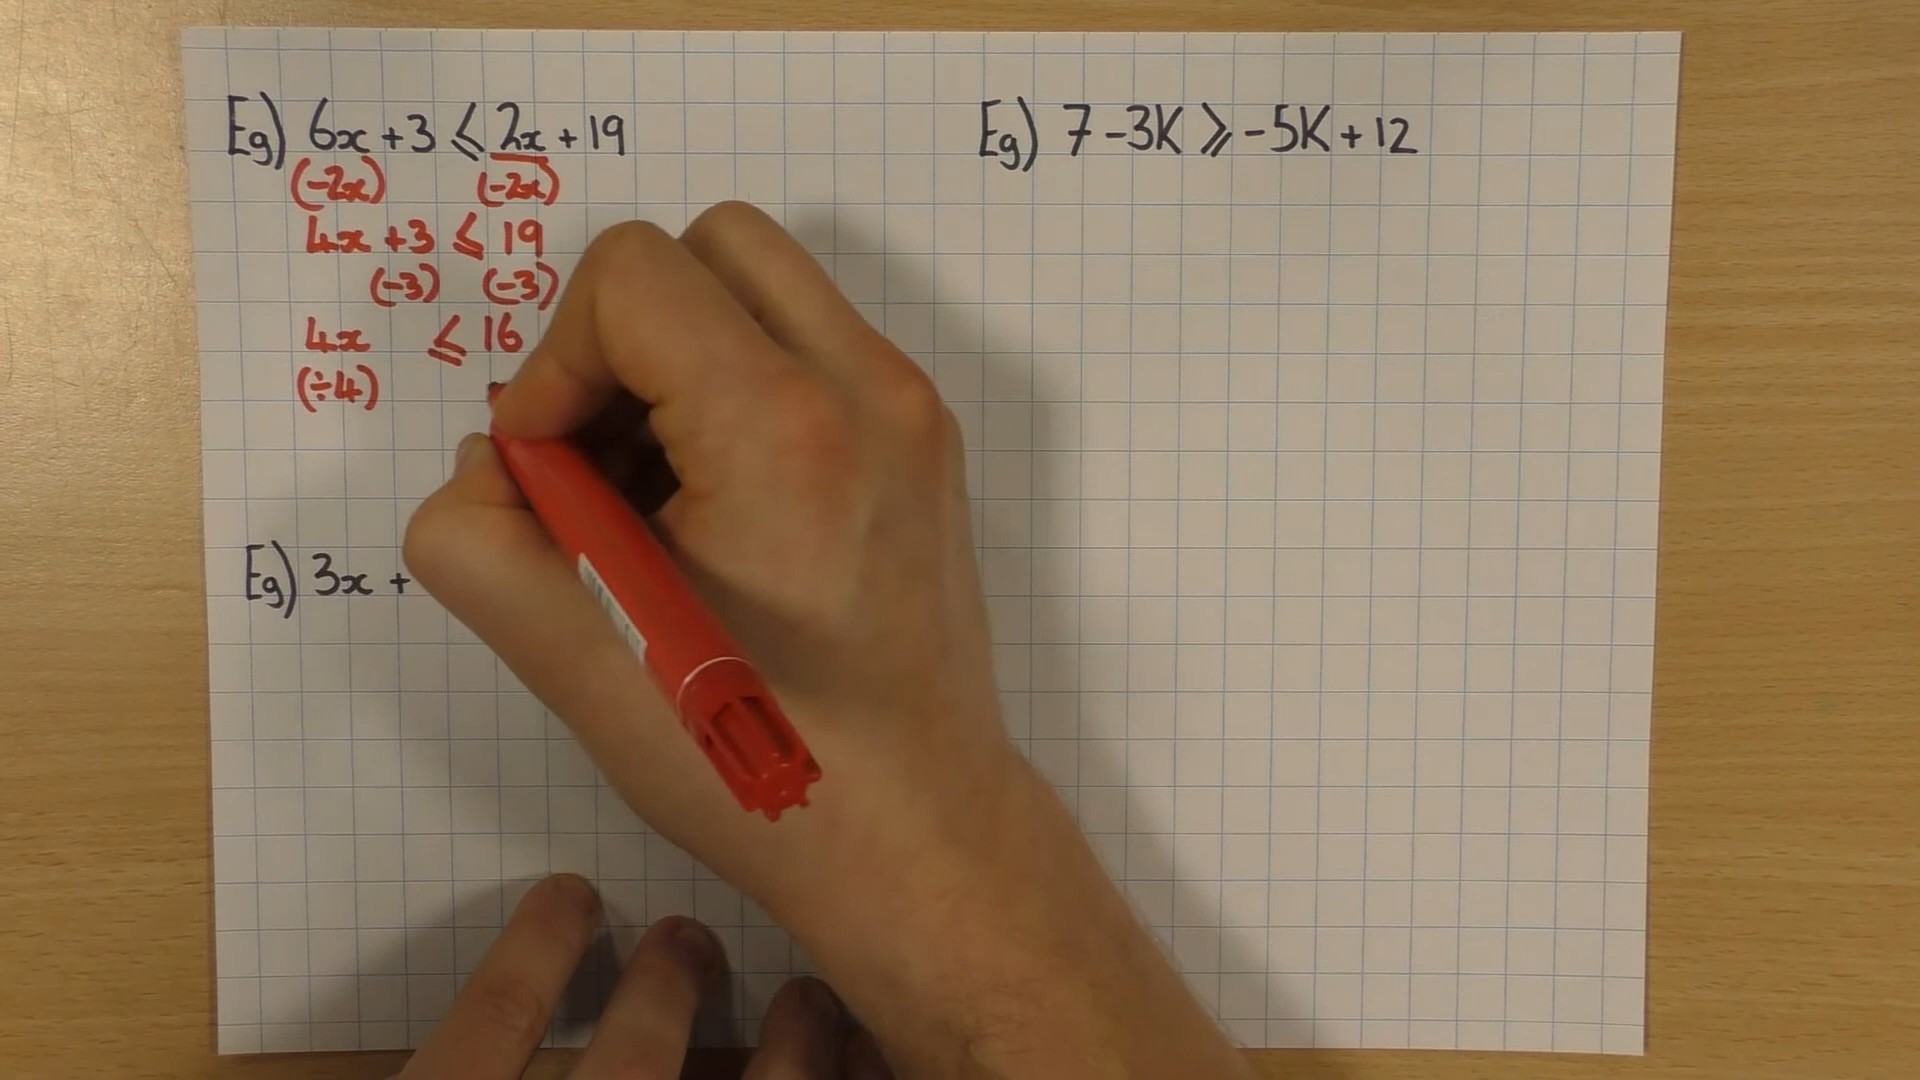 Eg) 6x + 3 ⩽ 2x + 19
(-2x) (-2x)
4x + 3 ⩽ 19
(-3) (-3)
4x ⩽ 16
(÷4)
Eg) 3x +
Eg) 7 - 3K ⩾ -5K + 12